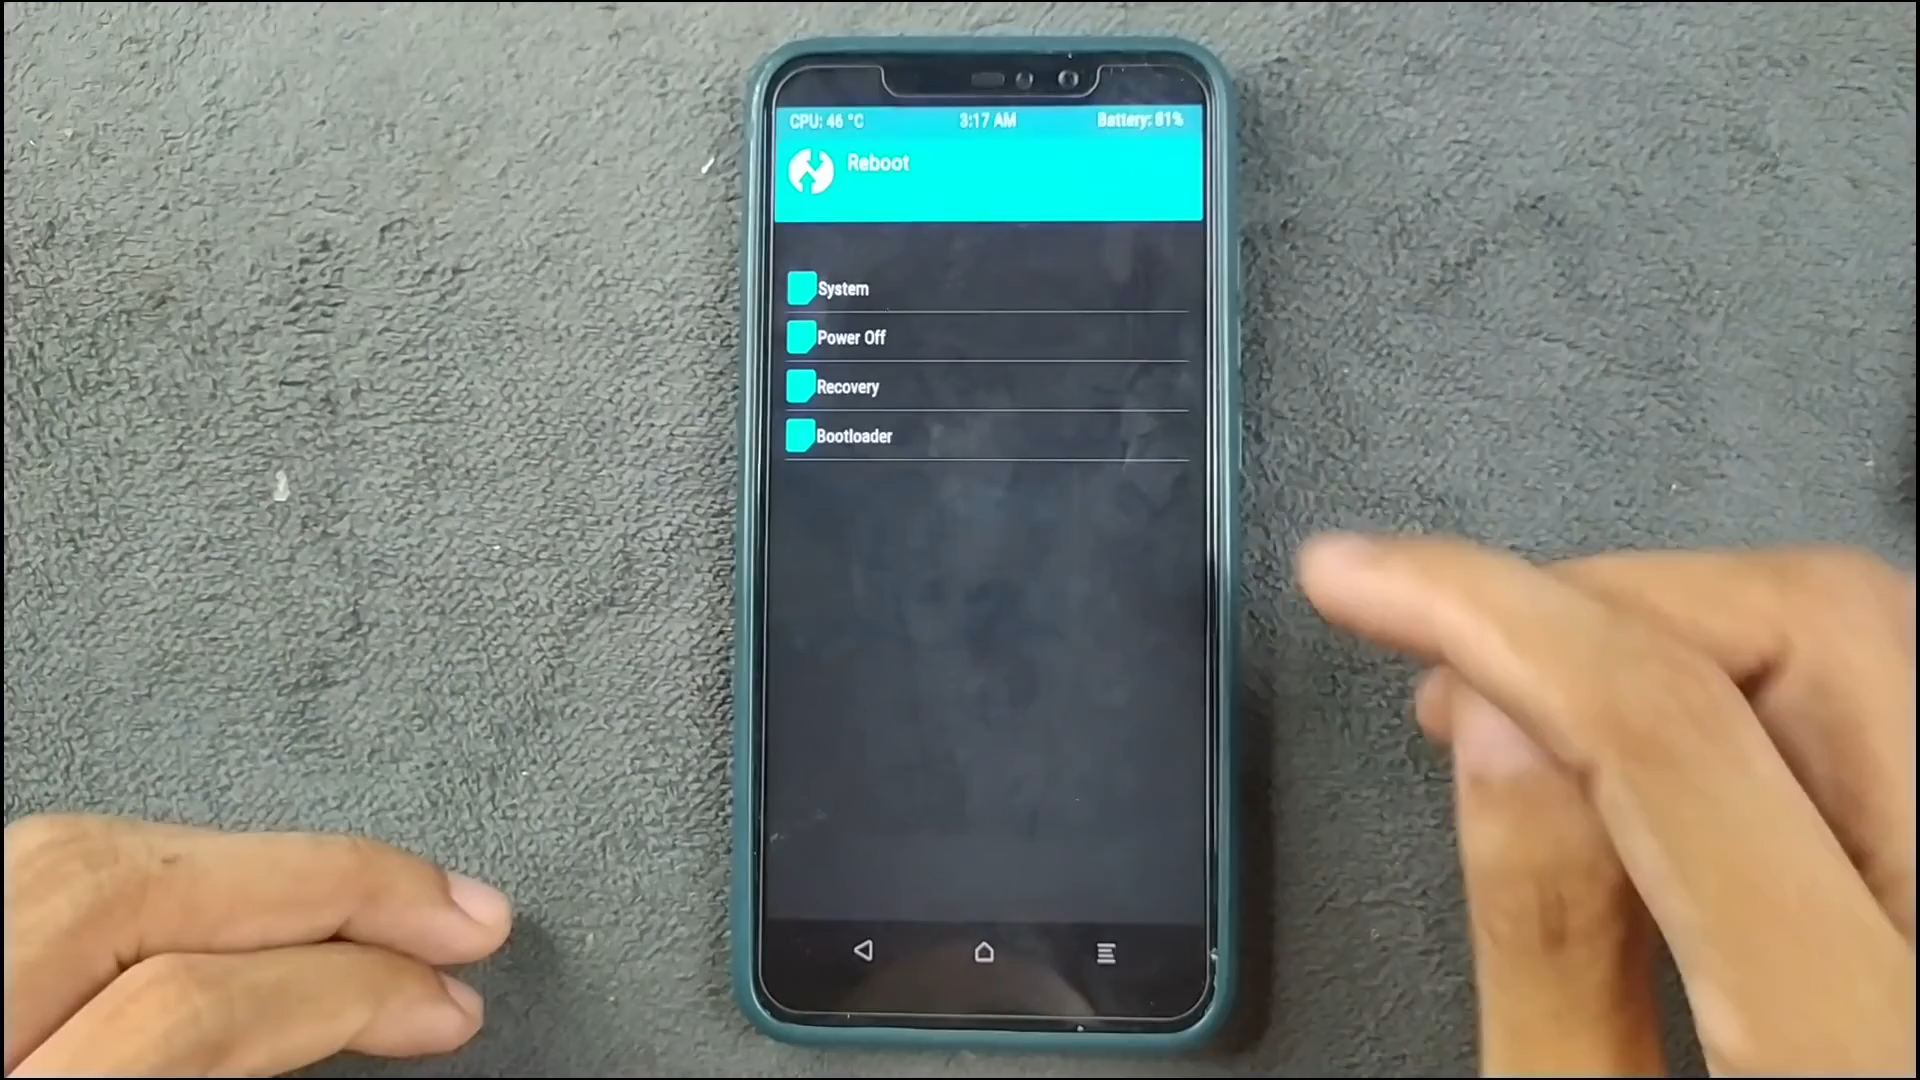 CPU: 46 °C 3:17 AM Battery: 81%
Reboot
System
Power Off
Recovery
Bootloader